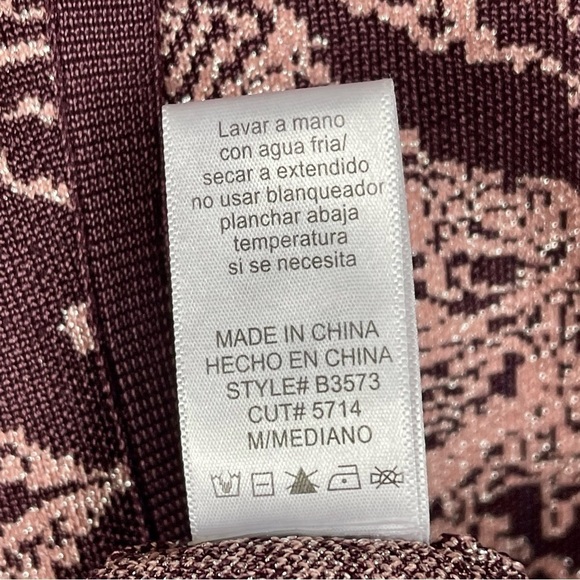 Lavar a mano
con agua fria/
secar a extendido
no usar blanqueador
planchar abaja
temperatura
si se necesita
MADE IN CHINA
HECHO EN CHINA
STYLE# B3573
CUT# 5714
M/MEDIANO